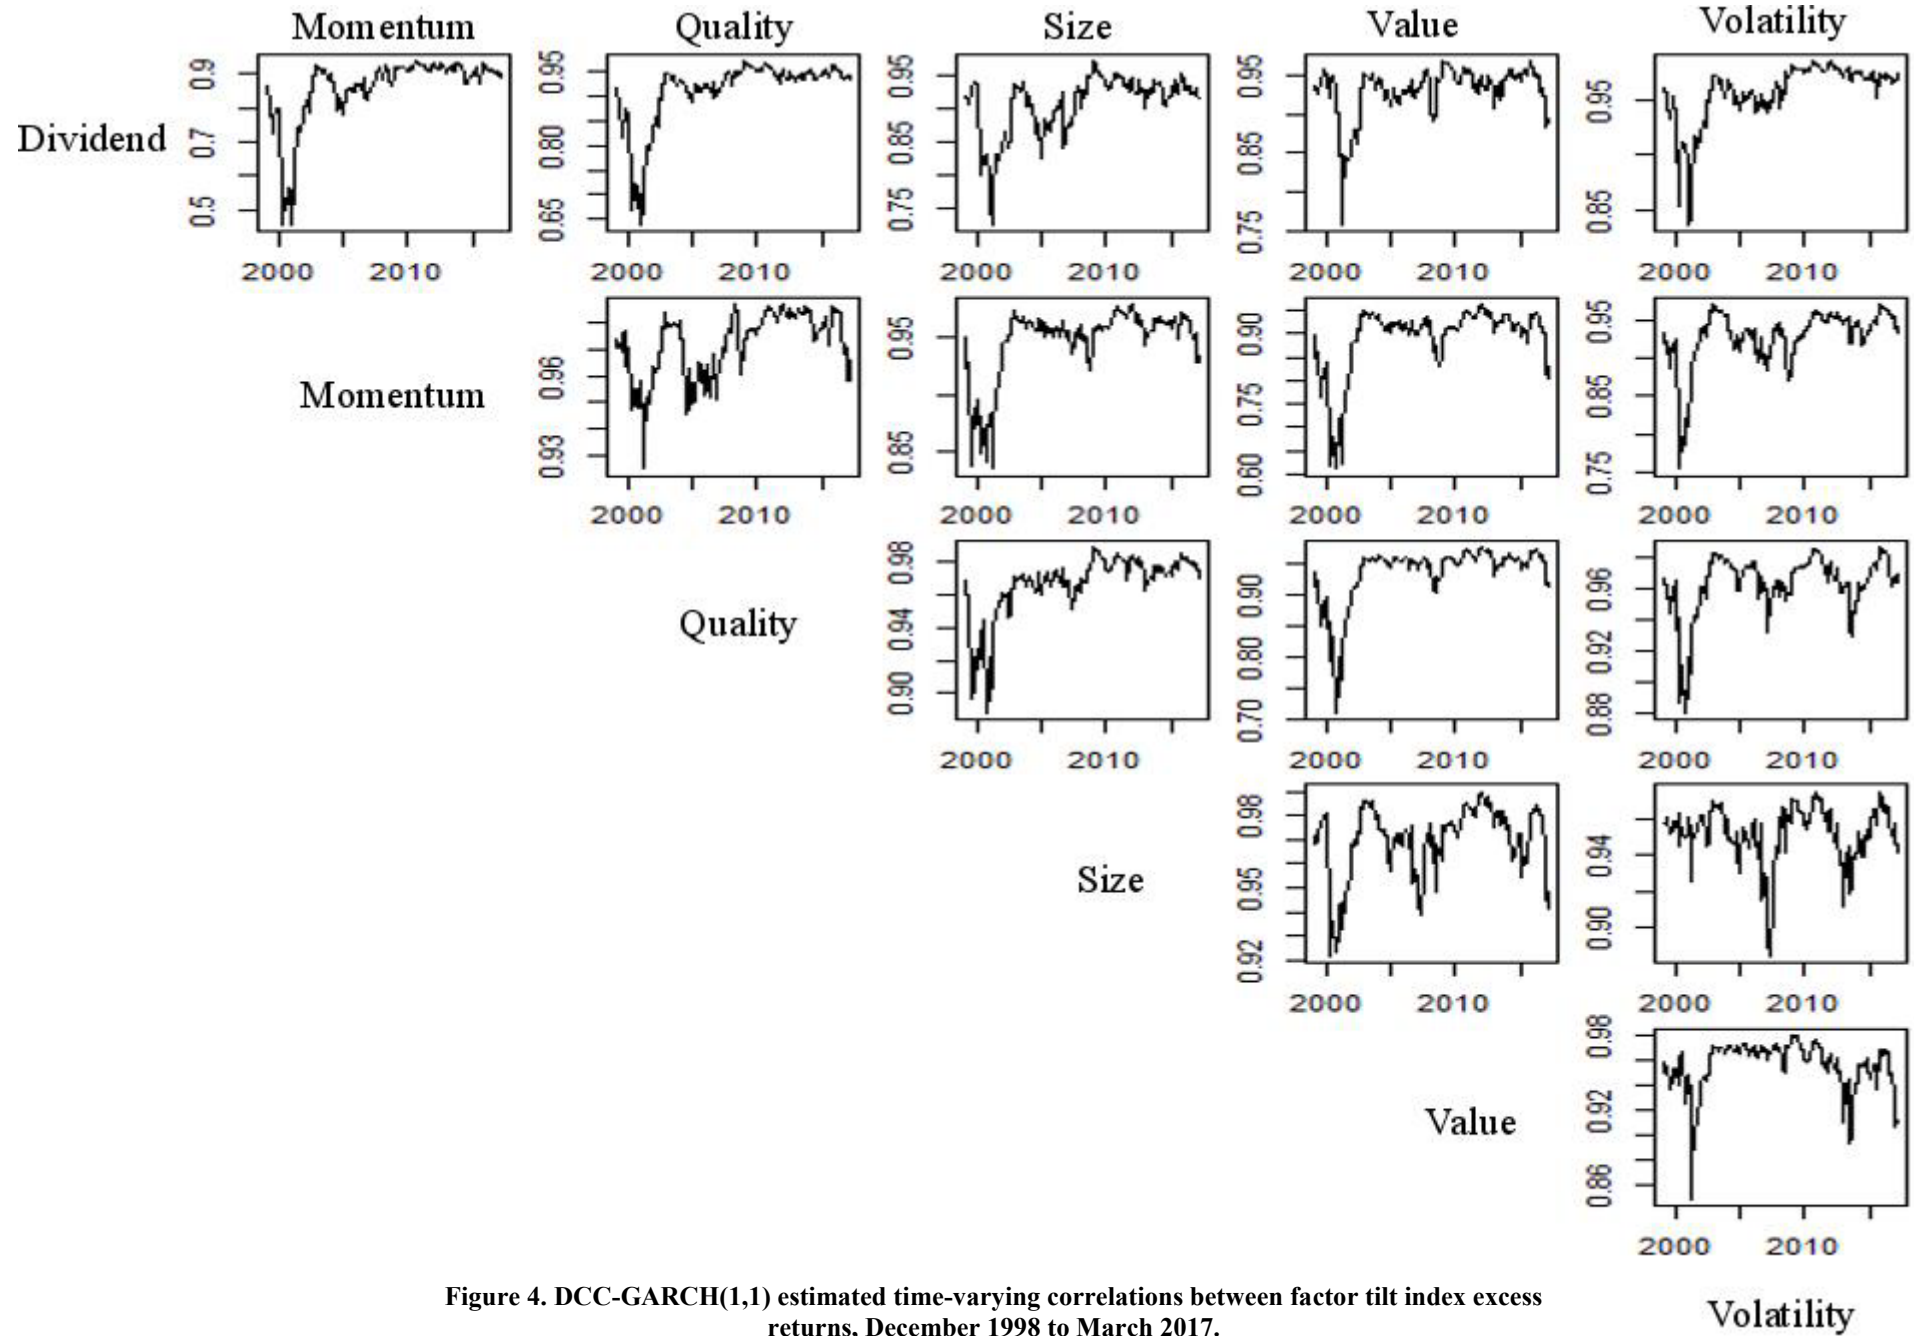 Momentum Quality Size Value Volatility
Dividend
0.5 0.7 0.9
0.65 0.80 0.95
0.75 0.85 0.95
0.75 0.85 0.95
0.85 0.95
2000 2010 2000 2010 2000 2010 2000 2010 2000 2010
Momentum
0.93 0.96
0.85 0.95
0.60 0.75 0.90
0.75 0.85 0.95
2000 2010 2000 2010 2000 2010 2000 2010
Quality
0.90 0.94 0.98
0.70 0.80 0.90
0.88 0.92 0.96
2000 2010 2000 2010 2000 2010
Size
0.92 0.95 0.98
0.90 0.94
2000 2010 2000 2010
Value
0.86 0.92 0.98
2000 2010
Volatility
Figure 4. DCC-GARCH(1,1) estimated time-varying correlations between factor tilt index excess
returns, December 1998 to March 2017.